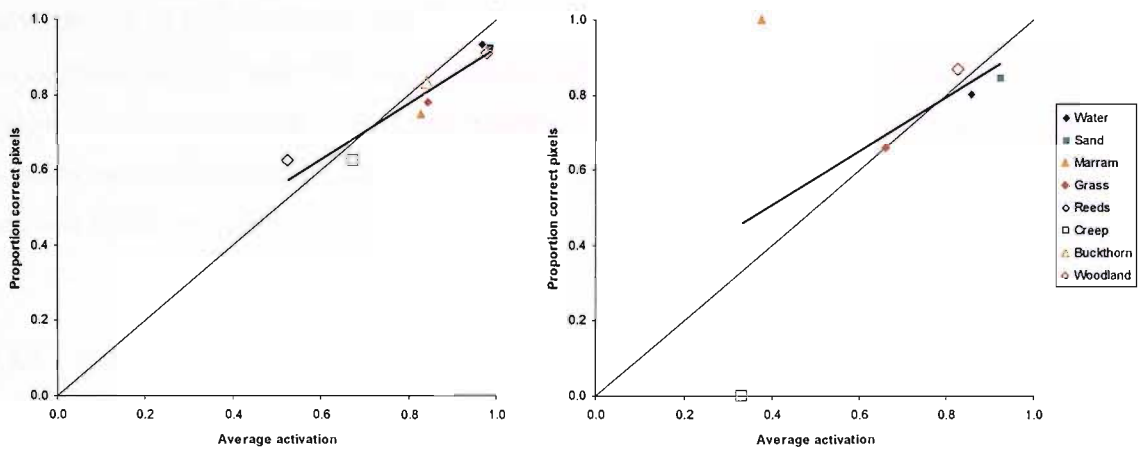 1.0
0.8
0.6
0.4
0.2
0.0
Proportion correct pixels
0.0 0.2 0.4 0.6 0.8 1.0
Average activation
1.0
0.8
0.6
0.4
0.2
0.0
Proportion correct pixels
0.0 0.2 0.4 0.6 0.8 1.0
Average activation
Water
Sand
Marram
Grass
Reeds
Creep
Buckthorn
Woodland